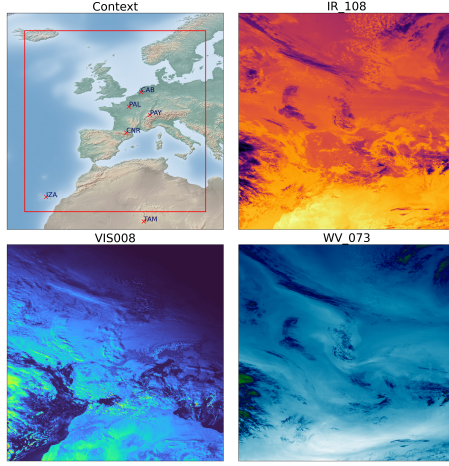 Context
IR_108
CAB
PAL
PAY
CNR
IZA
TAM
VIS008
WV_073